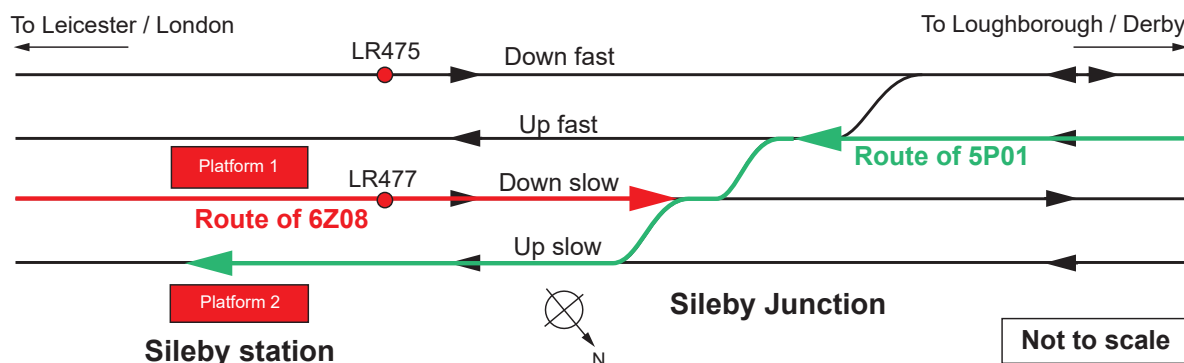 To Leicester / London
To Loughborough / Derby
LR475
Down fast
Up fast
Platform 1
LR477
Down slow
Route of 5P01
Route of 6Z08
Up slow
Platform 2
Sileby Junction
Sileby station
N
Not to scale